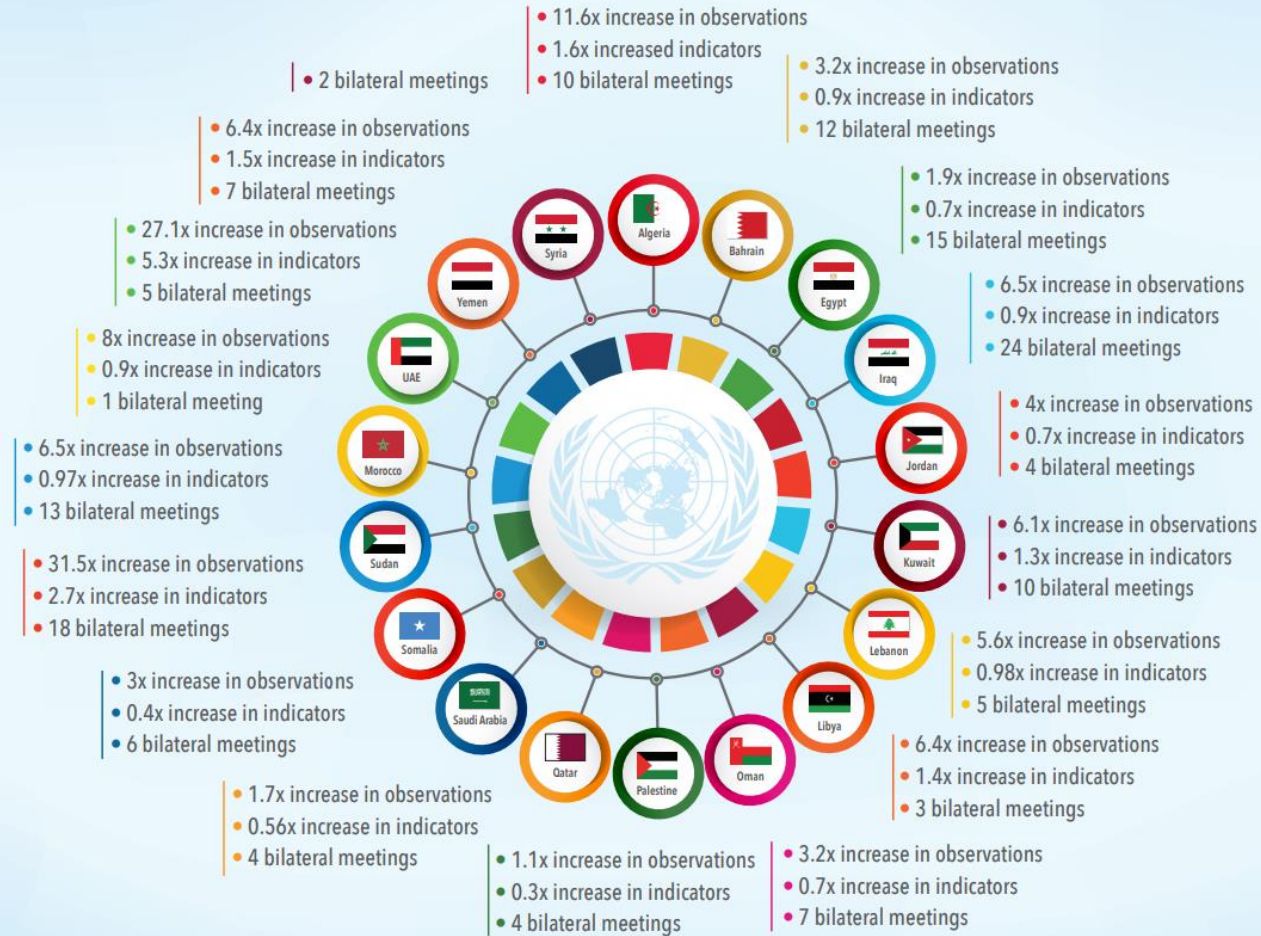 • 11.6x increase in observations
• 1.6x increased indicators
• 10 bilateral meetings
• 3.2x increase in observations
• 0.9x increase in indicators
• 12 bilateral meetings
• 1.9x increase in observations
• 0.7x increase in indicators
• 15 bilateral meetings
• 6.5x increase in observations
• 0.9x increase in indicators
• 24 bilateral meetings
• 4x increase in observations
• 0.7x increase in indicators
• 4 bilateral meetings
• 6.1x increase in observations
• 1.3x increase in indicators
• 10 bilateral meetings
• 5.6x increase in observations
• 0.98x increase in indicators
• 5 bilateral meetings
• 6.4x increase in observations
• 1.4x increase in indicators
• 3 bilateral meetings
• 3.2x increase in observations
• 0.7x increase in indicators
• 7 bilateral meetings
• 1.1x increase in observations
• 0.3x increase in indicators
• 4 bilateral meetings
• 1.7x increase in observations
• 0.56x increase in indicators
• 4 bilateral meetings
• 3x increase in observations
• 0.4x increase in indicators
• 6 bilateral meetings
• 31.5x increase in observations
• 2.7x increase in indicators
• 18 bilateral meetings
• 6.5x increase in observations
• 0.97x increase in indicators
• 13 bilateral meetings
• 8x increase in observations
• 0.9x increase in indicators
• 1 bilateral meeting
• 27.1x increase in observations
• 5.3x increase in indicators
• 5 bilateral meetings
• 6.4x increase in observations
• 1.5x increase in indicators
• 7 bilateral meetings
• 2 bilateral meetings
Algeria
Bahrain
Egypt
Iraq
Jordan
Kuwait
Lebanon
Libya
Oman
Palestine
Qatar
Saudi Arabia
Somalia
Sudan
Morocco
UAE
Yemen
Syria